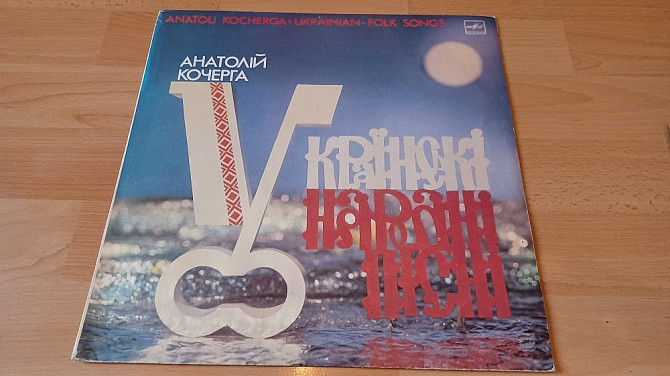 ANATOLI KOCHERGA • UKRAINIAN - FOLK SONGS
АНАТОЛІЙ
КОЧЕРГА
УКРАЇНСЬКІ
НАРОДНІ
ПІСНІ